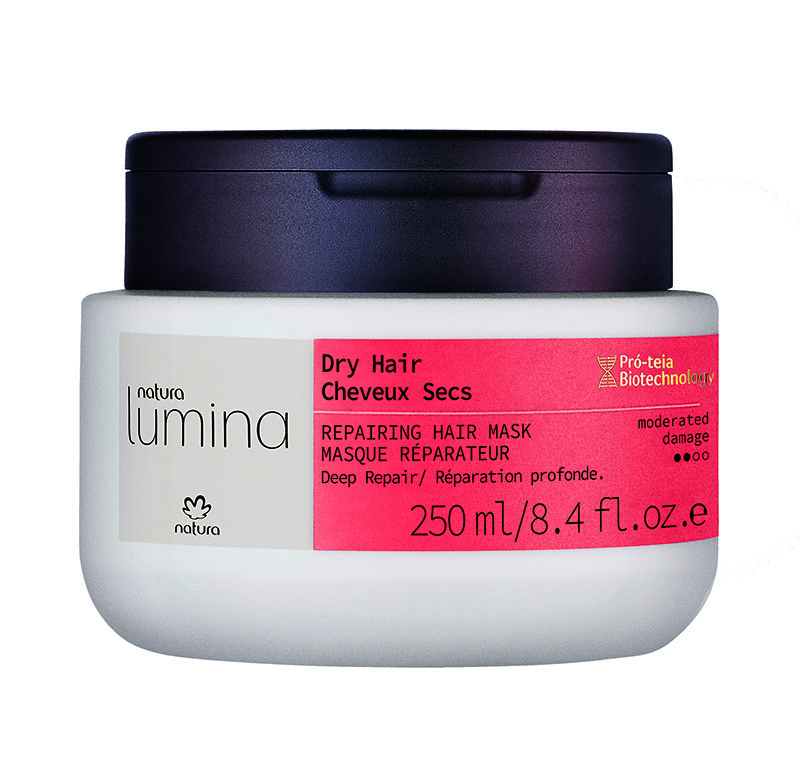 natura
lumina
natura
Dry Hair
Cheveux Secs
Pró-teia
Biotechnology
REPAIRING HAIR MASK
MASQUE RÉPARATEUR
Deep Repair/ Réparation profonde.
moderated
damage
250 ml/8.4 fl.oz.e